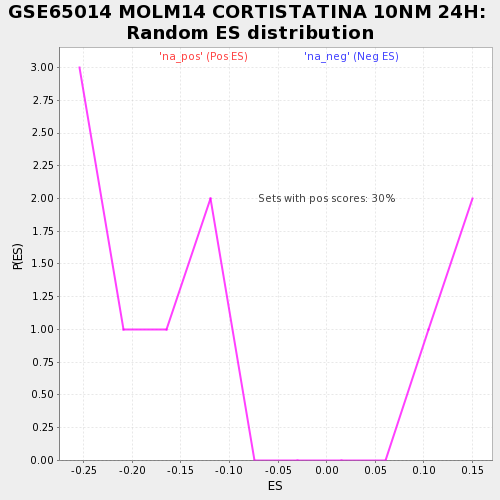 GSE65014 MOLM14 CORTISTATINA 10NM 24H:
Random ES distribution
'na_pos' (Pos ES) 'na_neg' (Neg ES)
3.00
2.75
2.50
2.25
2.00
1.75
1.50
1.25
1.00
0.75
0.50
0.25
0.00
P(ES)
Sets with pos scores: 30%
-0.25 -0.20 -0.15 -0.10 -0.05 0.00 0.05 0.10 0.15
ES